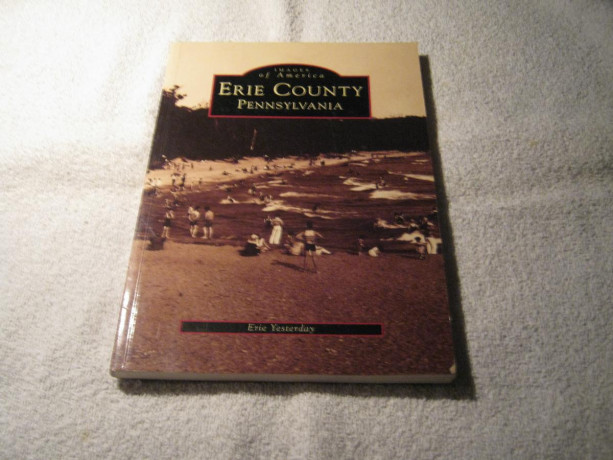 IMAGES
of America
ERIE COUNTY
PENNSYLVANIA
Erie Yesterday